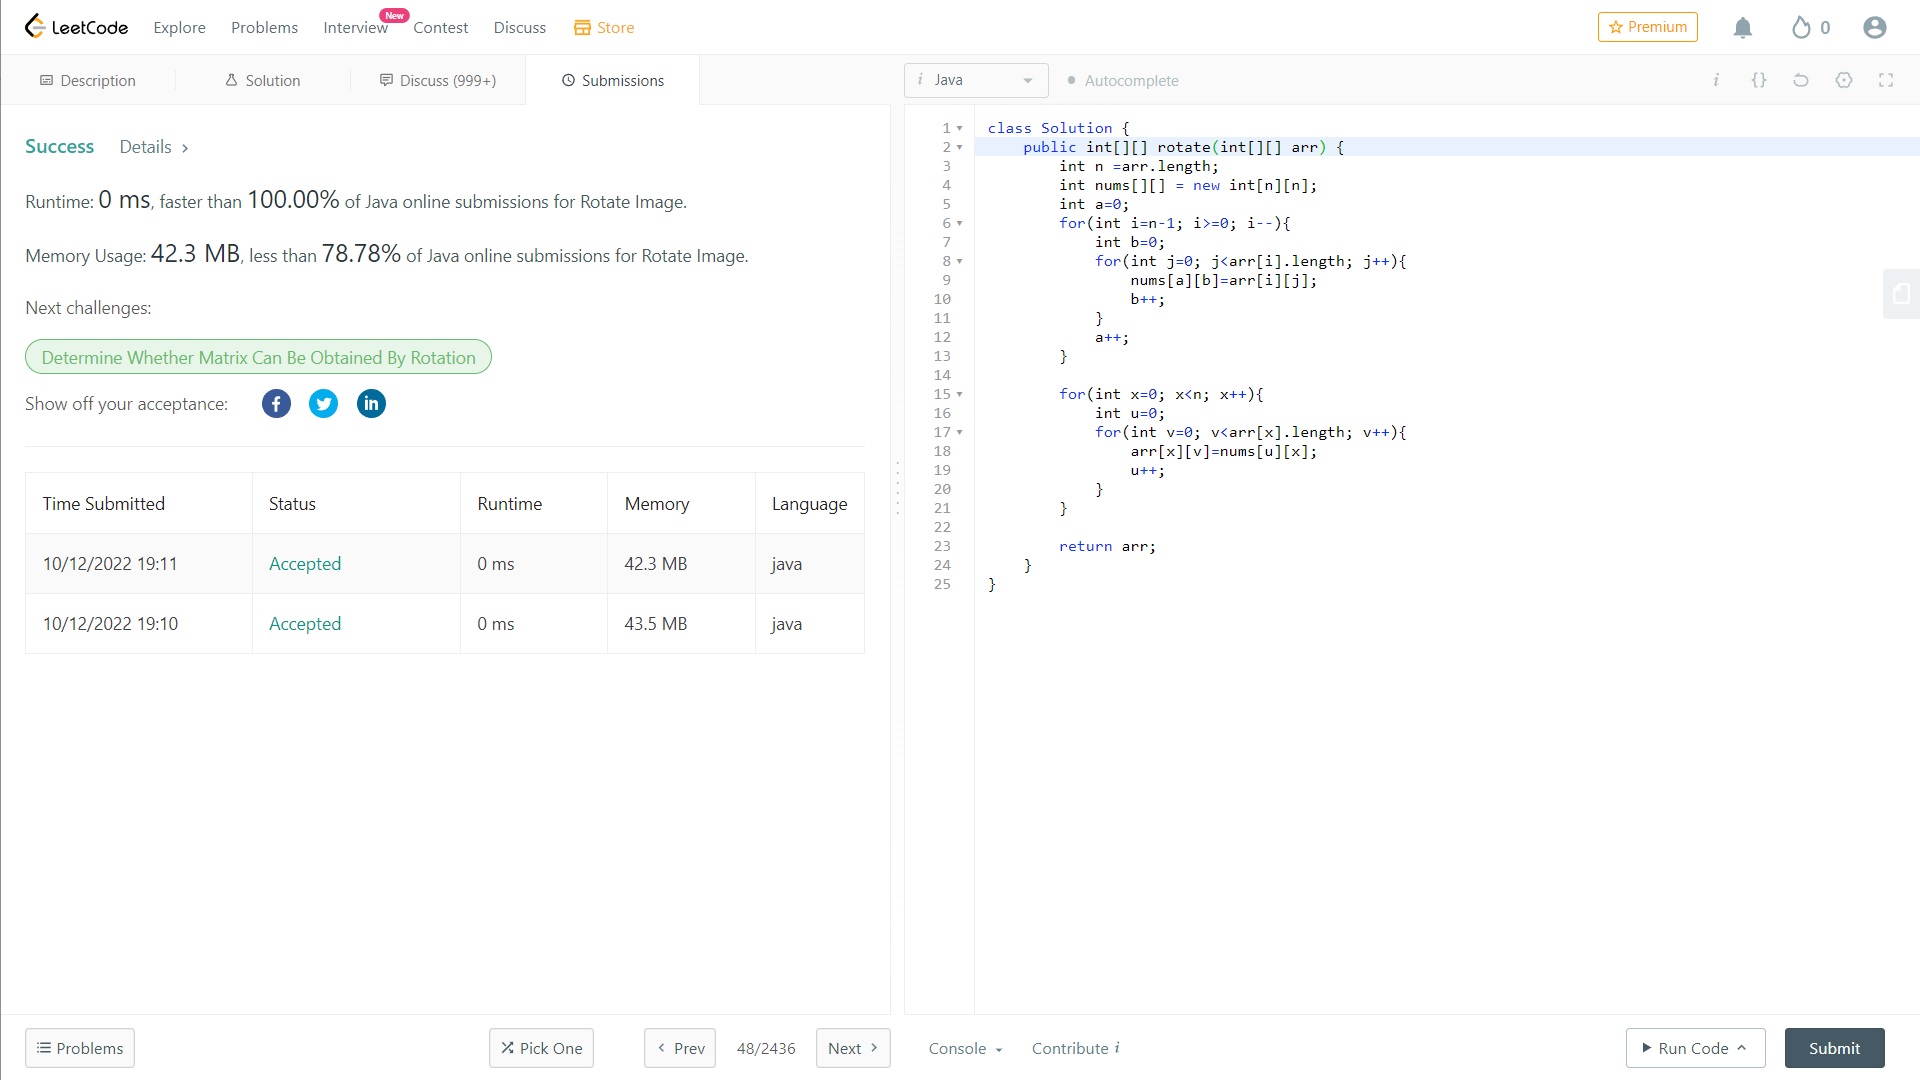 LeetCode Explore Problems Interview New Contest Discuss Store Premium 0
Description Solution Discuss (999+) Submissions
i Java Autocomplete i {}
Success Details >
Runtime: 0 ms, faster than 100.00% of Java online submissions for Rotate Image.
Memory Usage: 42.3 MB, less than 78.78% of Java online submissions for Rotate Image.
Next challenges:
Determine Whether Matrix Can Be Obtained By Rotation
Show off your acceptance: f in
Time Submitted Status Runtime Memory Language
10/12/2022 19:11 Accepted 0 ms 42.3 MB java
10/12/2022 19:10 Accepted 0 ms 43.5 MB java
1 class Solution {
2     public int[][] rotate(int[][] arr) {
3         int n =arr.length;
4         int nums[][] = new int[n][n];
5         int a=0;
6         for(int i=n-1; i>=0; i--){
7             int b=0;
8             for(int j=0; j<arr[i].length; j++){
9                 nums[a][b]=arr[i][j];
10                 b++;
11             }
12             a++;
13         }
14
15         for(int x=0; x<n; x++){
16             int u=0;
17             for(int v=0; v<arr[x].length; v++){
18                 arr[x][v]=nums[u][x];
19                 u++;
20             }
21         }
22
23         return arr;
24     }
25 }
Problems Pick One < Prev 48/2436 Next > Console Contribute i Run Code Submit